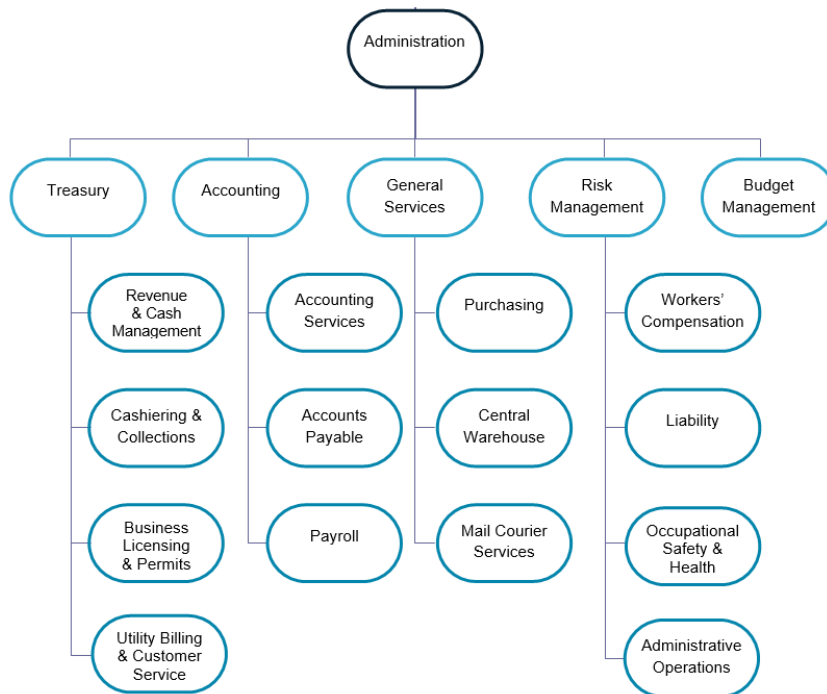 Administration
Treasury
Accounting
General
Services
Risk
Management
Budget
Management
Revenue
& Cash
Management
Accounting
Services
Purchasing
Workers’
Compensation
Cashiering &
Collections
Accounts
Payable
Central
Warehouse
Liability
Business
Licensing
& Permits
Payroll
Mail Courier
Services
Occupational
Safety &
Health
Utility Billing
& Customer
Service
Administrative
Operations